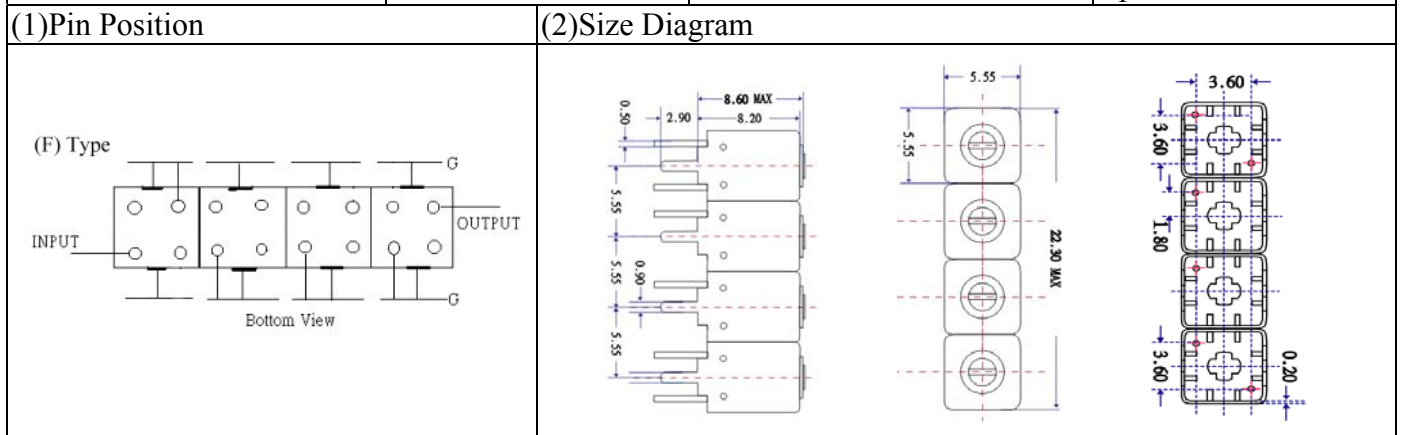 (1)Pin Position
(2)Size Diagram
(F) Type
G
INPUT
OUTPUT
G
Bottom View
8.60 MAX
2.90
8.20
0.50
5.55
5.55
0.90
5.55
5.55
5.55
22.30 MAX
3.60
3.60
1.80
3.60
0.20